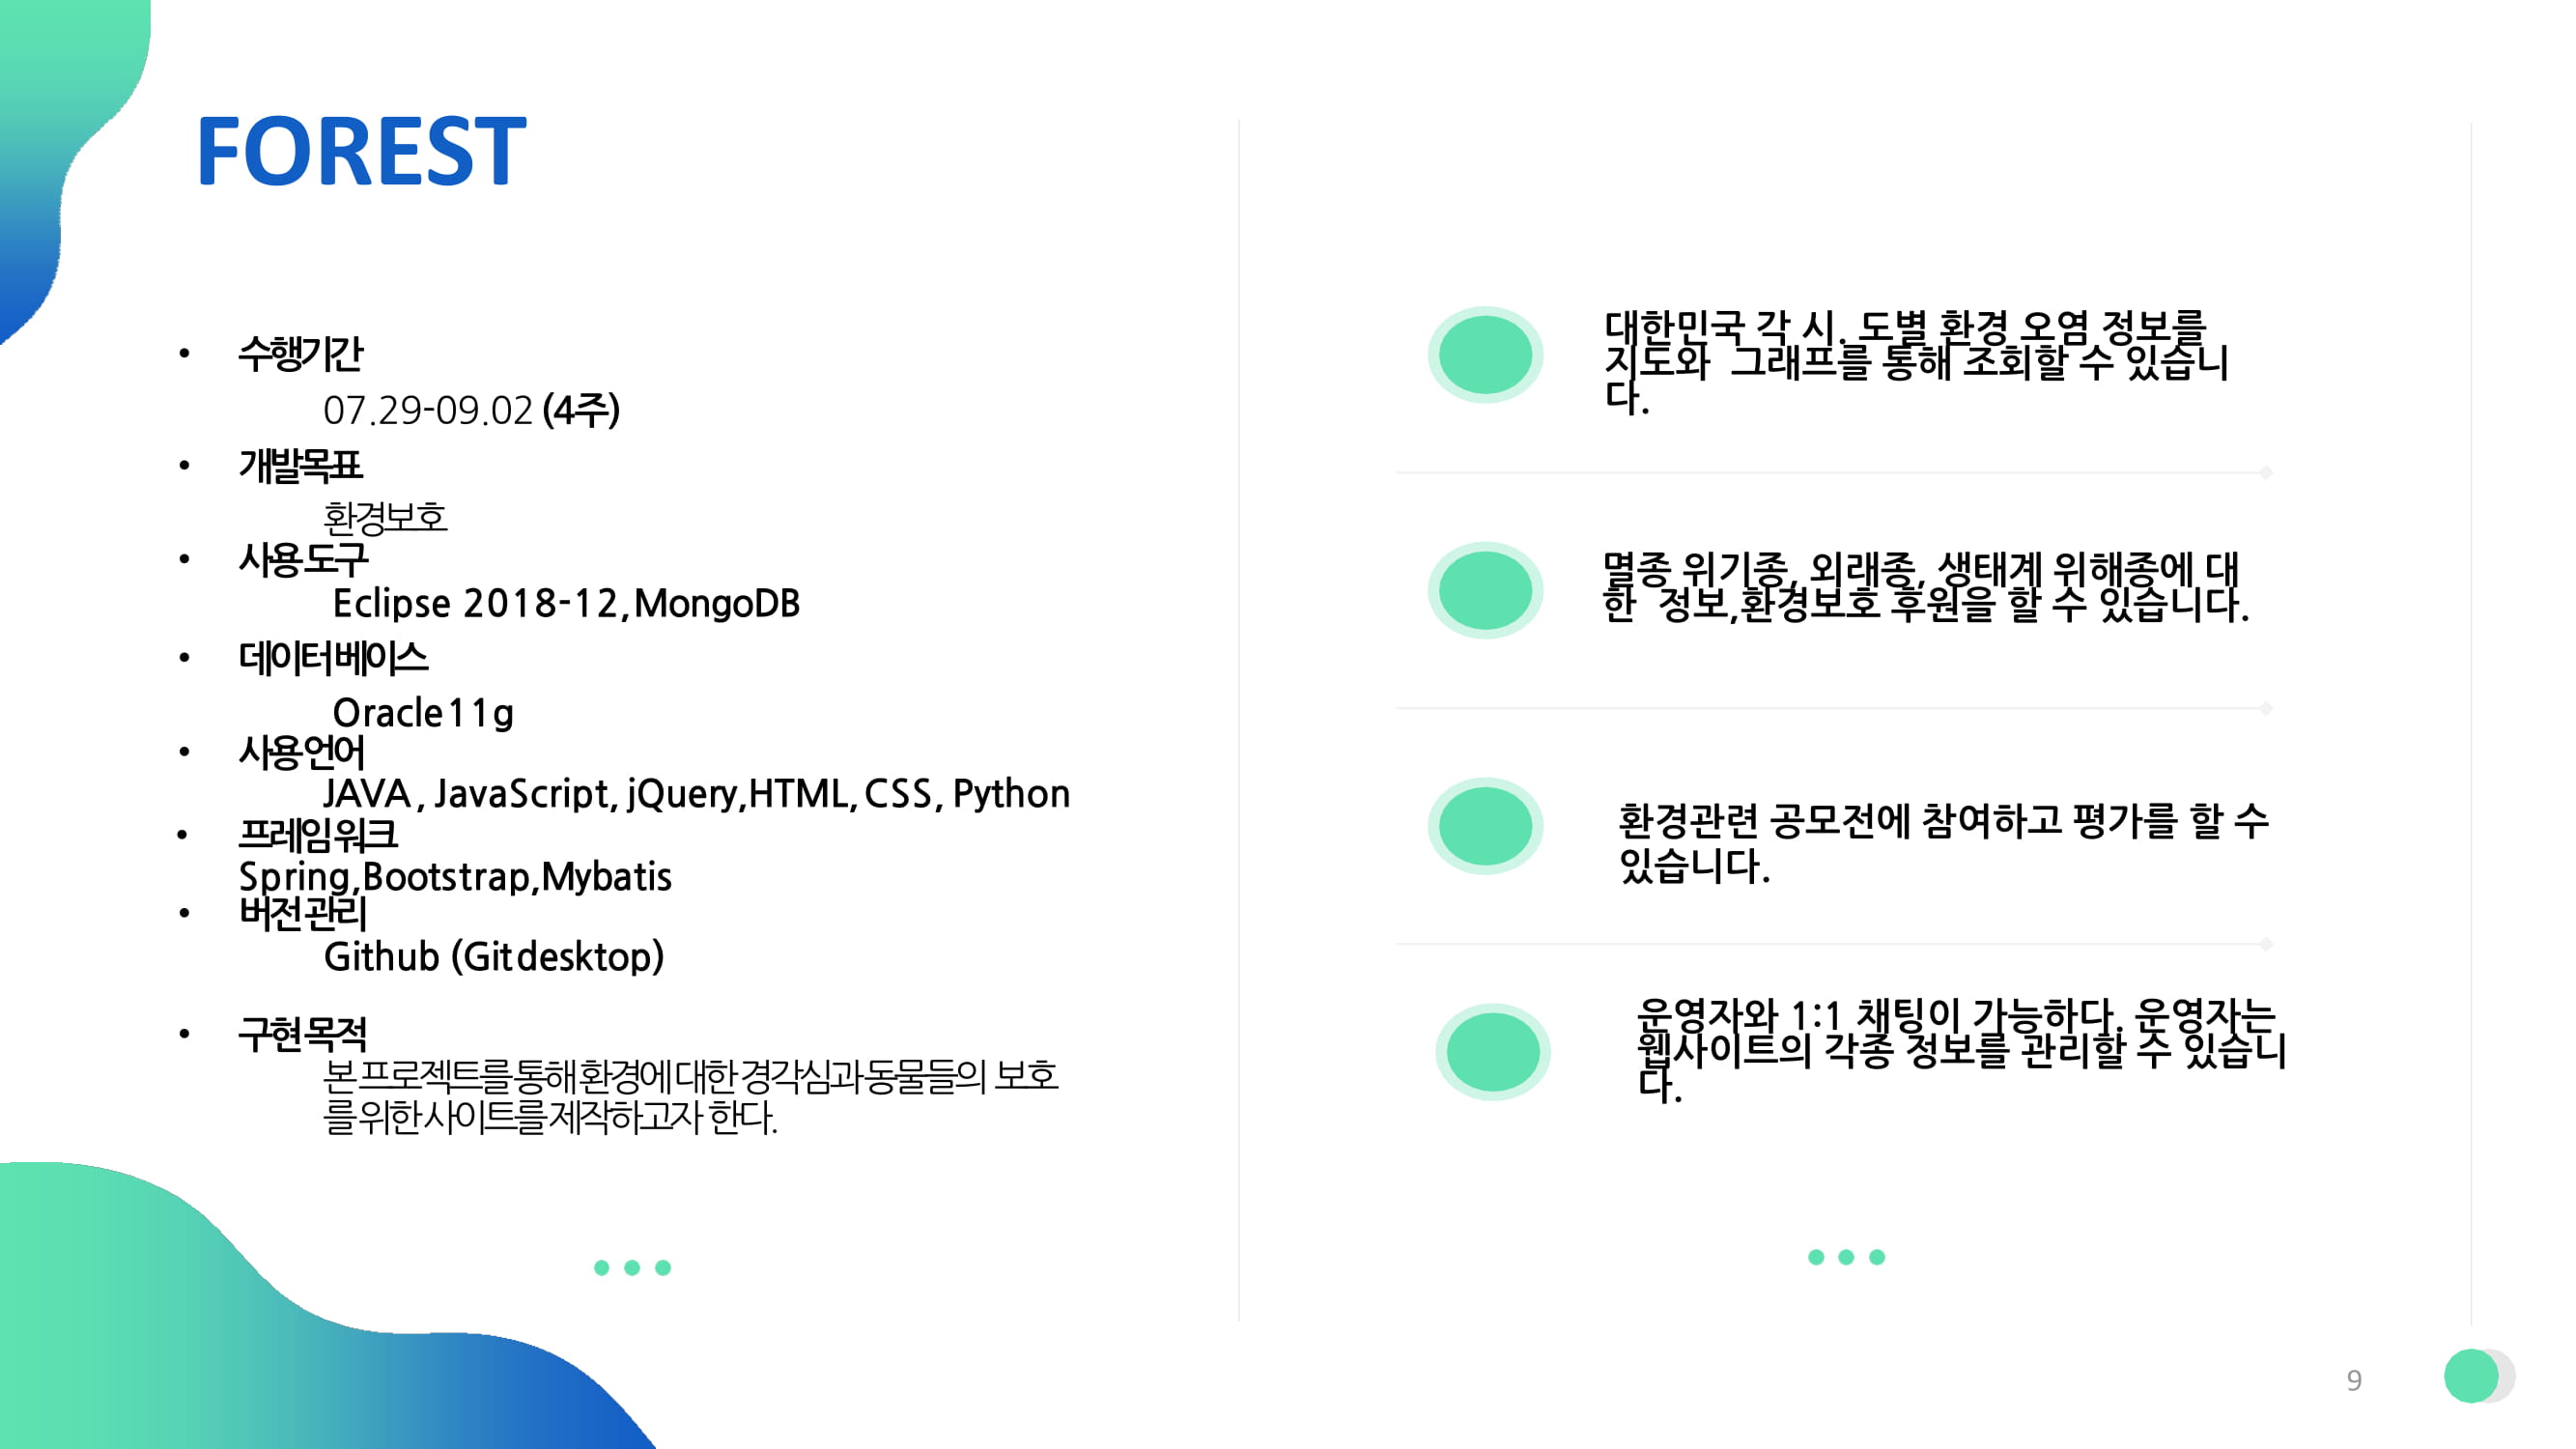 FOREST
• 수행기간
07.29-09.02 (4주)
• 개발목표
환경보호
• 사용 도구
Eclipse 2018-12,MongoDB
• 데이터 베이스
Oracle11g
• 사용언어
JAVA, JavaScript, jQuery,HTML, CSS, Python
• 프레임워크
Spring,Bootstrap,Mybatis
• 버전관리
Github (Gitdesktop)
• 구현 목적
본 프로젝트를 통해 환경에 대한 경각심과 동물들의 보호
를 위한 사이트를 제작하고자 한다.
대한민국 각 시. 도별 환경 오염 정보를
지도와 그래프를 통해 조회할 수 있습니
다.
멸종 위기종, 외래종, 생태계 위해종에 대
한 정보,환경보호 후원을 할 수 있습니다.
환경관련 공모전에 참여하고 평가를 할 수
있습니다.
운영자와 1:1 채팅이 가능하다. 운영자는
웹사이트의 각종 정보를 관리할 수 있습니
다.
9